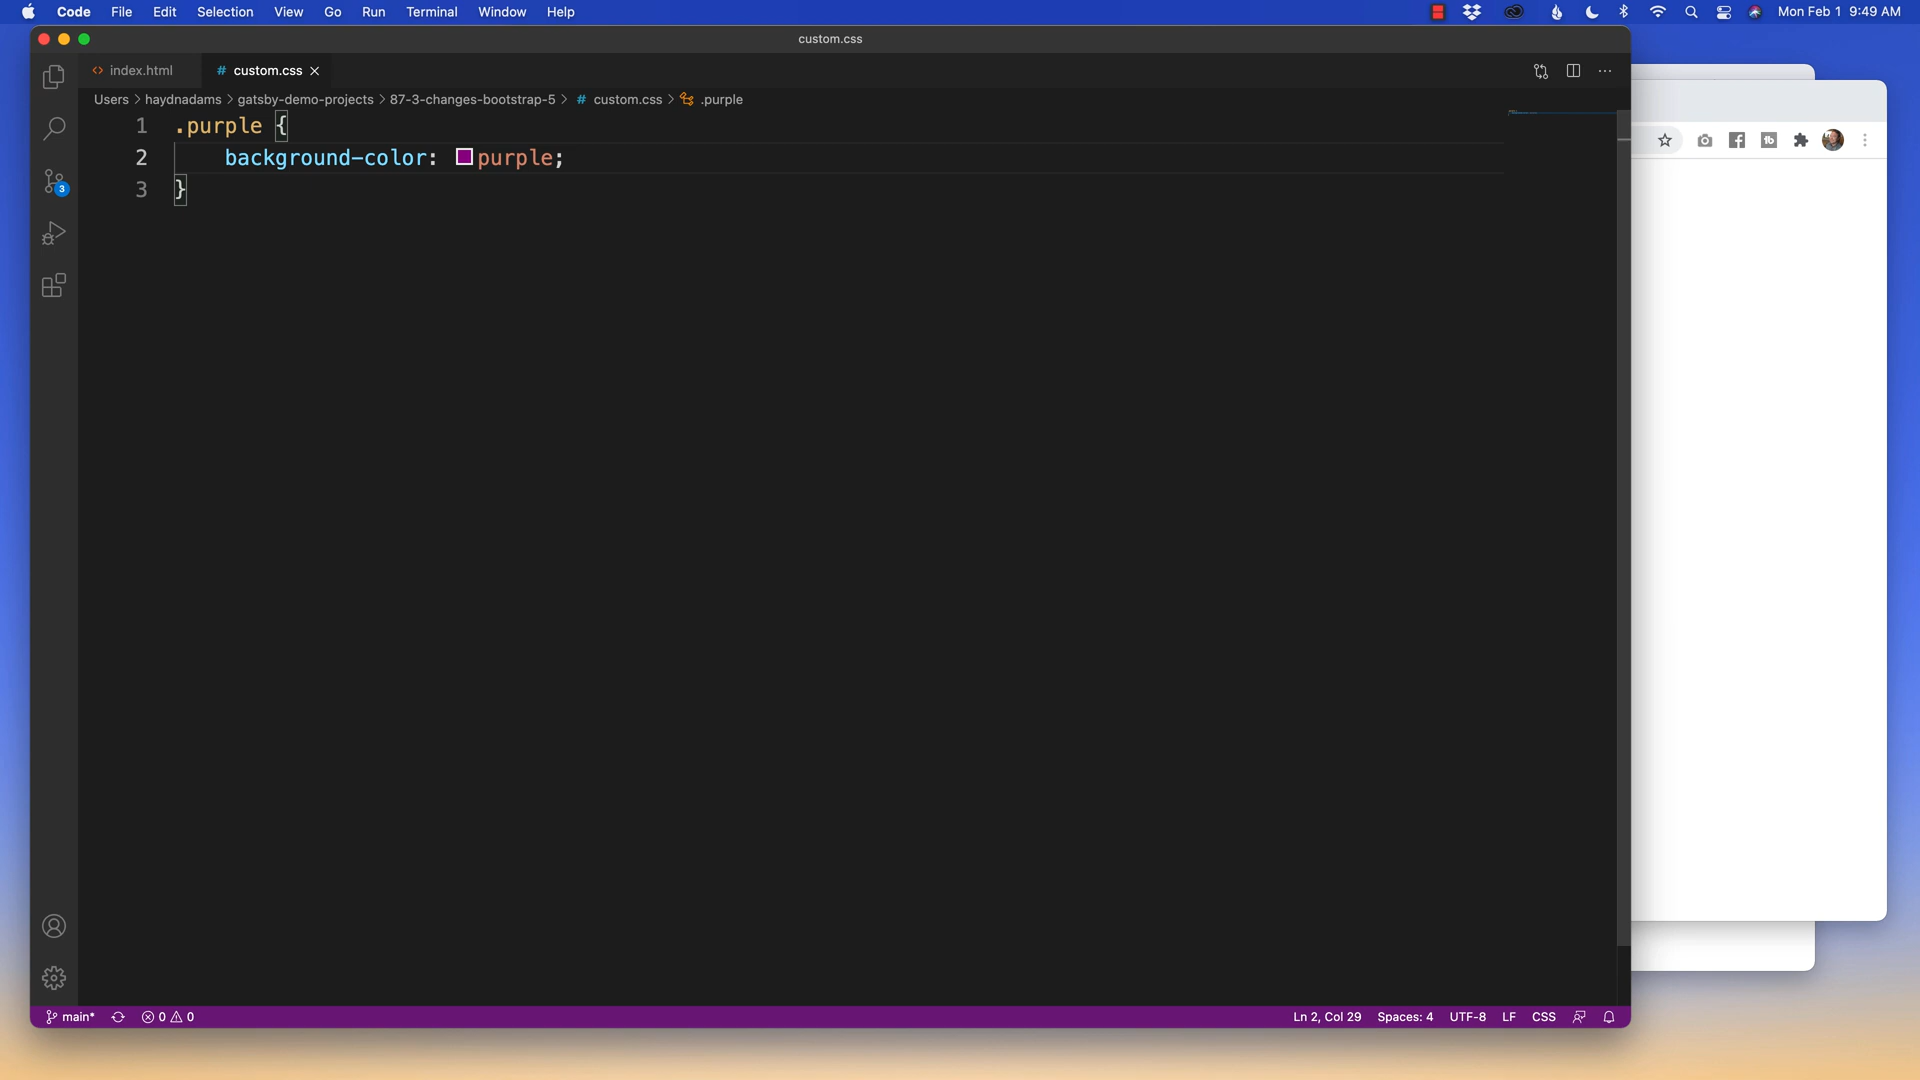 Code File Edit Selection View Go Run Terminal Window Help Mon Feb 1 9:49 AM
custom.css
<> index.html # custom.css
Users > haydnadams > gatsby-demo-projects > 87-3-changes-bootstrap-5 > # custom.css > .purple
1 .purple {
2 background-color: purple;
3 }
3
tb
main* 0 0 Ln 2, Col 29 Spaces: 4 UTF-8 LF CSS